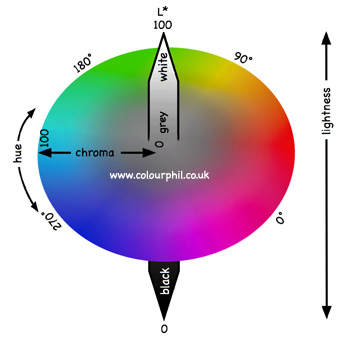 L*
100
180°
90°
white
lightness
grey
100
hue
chroma
0
www.colourphil.co.uk
270°
0°
black
0